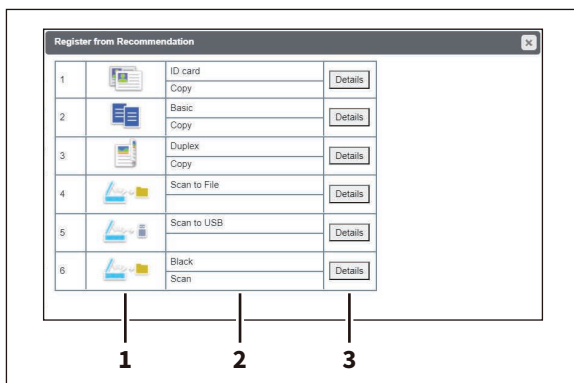 Register from Recommendation
1
ID card
Copy
Details
2
Basic
Copy
Details
3
Duplex
Copy
Details
4
Scan to File
Details
5
Scan to USB
Details
6
Black
Scan
Details
1 2 3